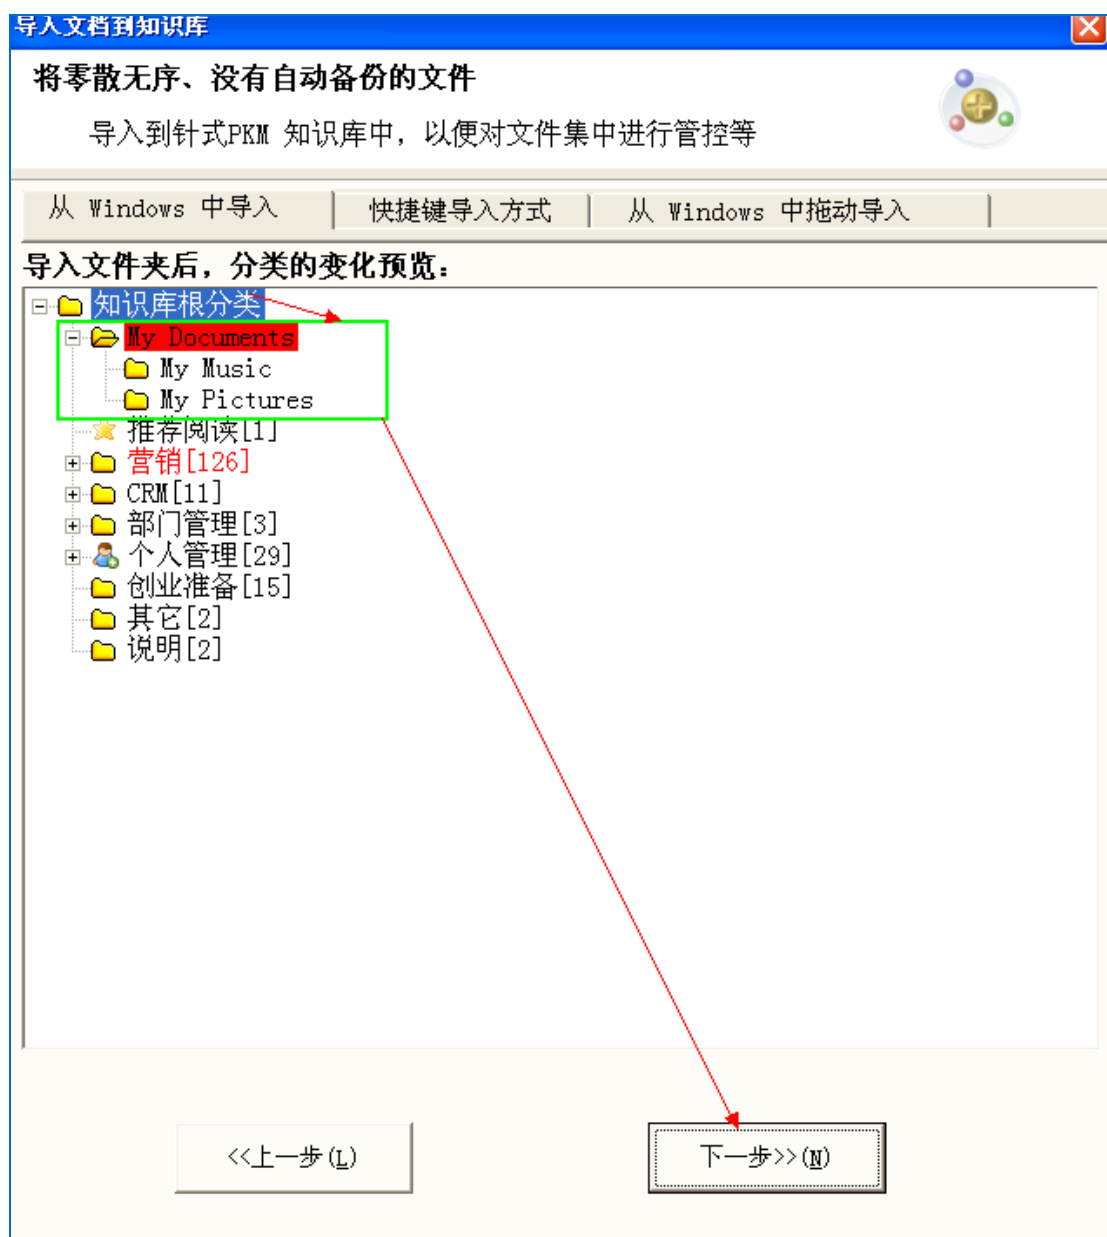 导入文档到知识库
将零散无序、没有自动备份的文件
导入到针式PKM 知识库中，以便对文件集中进行管控等
从 Windows 中导入 快捷键导入方式 从 Windows 中拖动导入
导入文件夹后，分类的变化预览：
知识库根分类
My Documents
My Music
My Pictures
推荐阅读[1]
营销[126]
CRM[11]
部门管理[3]
个人管理[29]
创业准备[15]
其它[2]
说明[2]
<<上一步(L) 下一步>>(N)